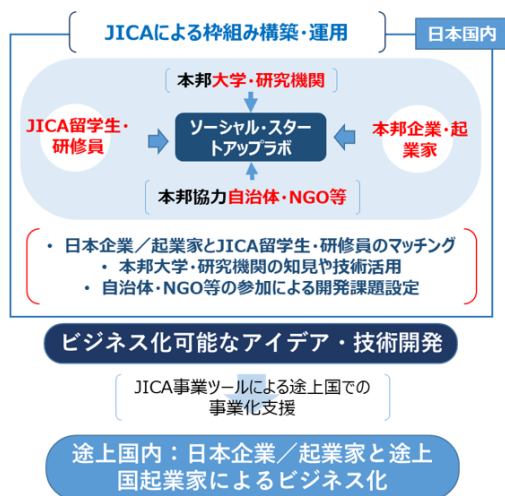 JICAによる枠組み構築・運用
日本国内
本邦大学・研究機関
JICA留学生・
研修員
ソーシャル・スター
トアップラボ
本邦企業・起
業家
本邦協力自治体・NGO等
・ 日本企業／起業家とJICA留学生・研修員のマッチング
・ 本邦大学・研究機関の知見や技術活用
・ 自治体・NGO等の参加による開発課題設定
ビジネス化可能なアイデア・技術開発
JICA事業ツールによる途上国での
事業化支援
途上国内：日本企業／起業家と途上
国起業家によるビジネス化